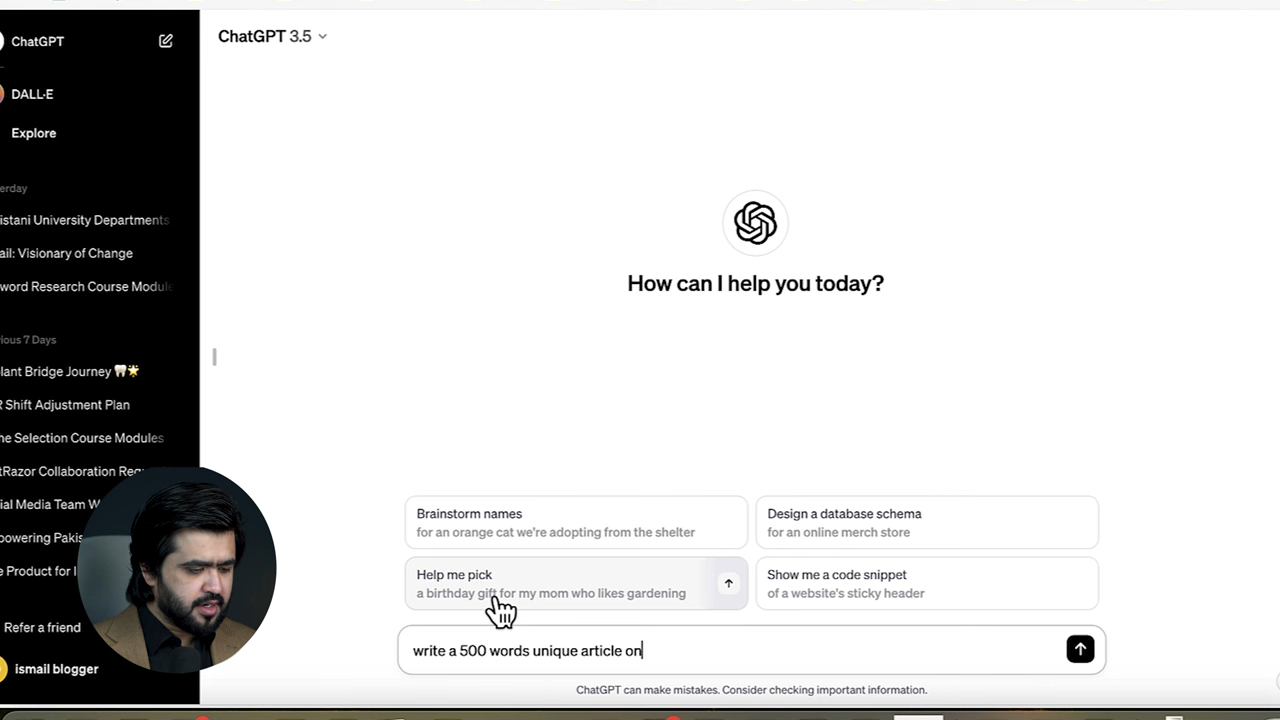 ChatGPT
DALL·E
Explore
erday
istani University Departments
ail: Visionary of Change
word Research Course Module
ious 7 Days
lant Bridge Journey 🦷🌟
R Shift Adjustment Plan
he Selection Course Modules
tRazor Collaboration Req
ial Media Team W
powering Pakis
e Product for I
Refer a friend
ismail blogger
ChatGPT 3.5
How can I help you today?
Brainstorm names
for an orange cat we're adopting from the shelter
Design a database schema
for an online merch store
Help me pick
a birthday gift for my mom who likes gardening
Show me a code snippet
of a website's sticky header
write a 500 words unique article on
ChatGPT can make mistakes. Consider checking important information.